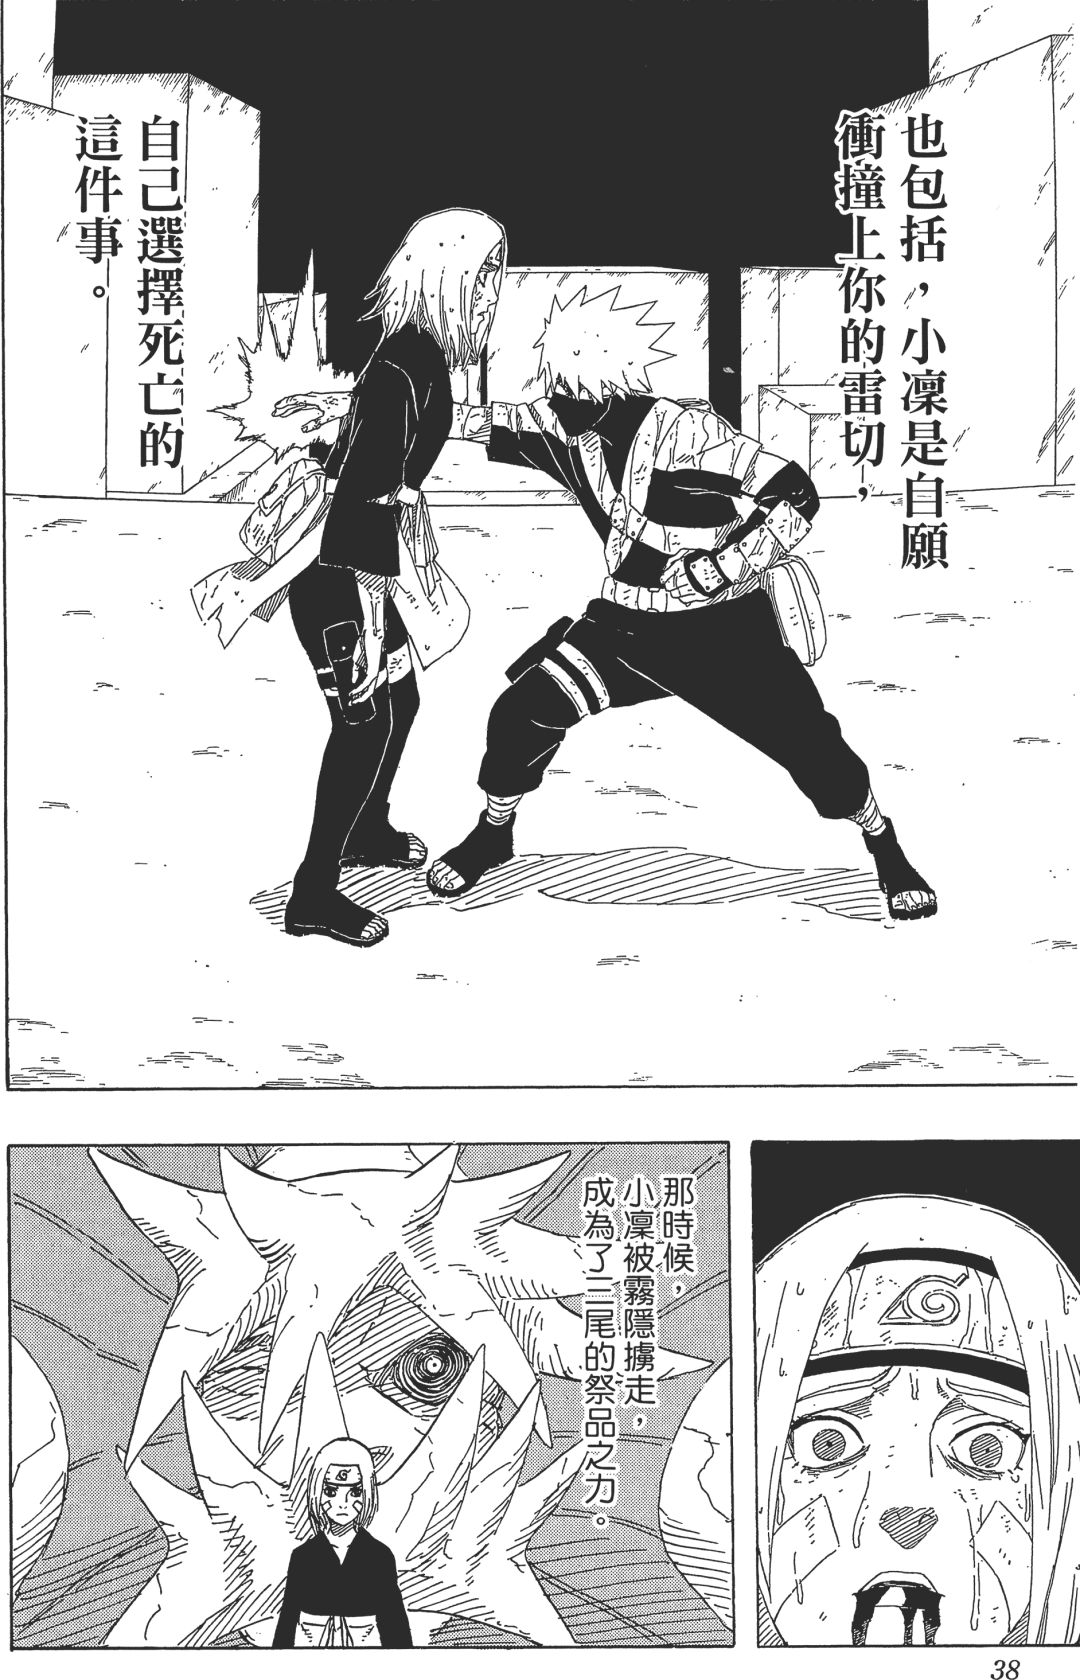 也包括，小凜是自願
衝撞上你的雷切，
自己選擇死亡的
這件事。
那時候，
小凜被霧隱擄走，
成為了三尾的祭品之力。
38